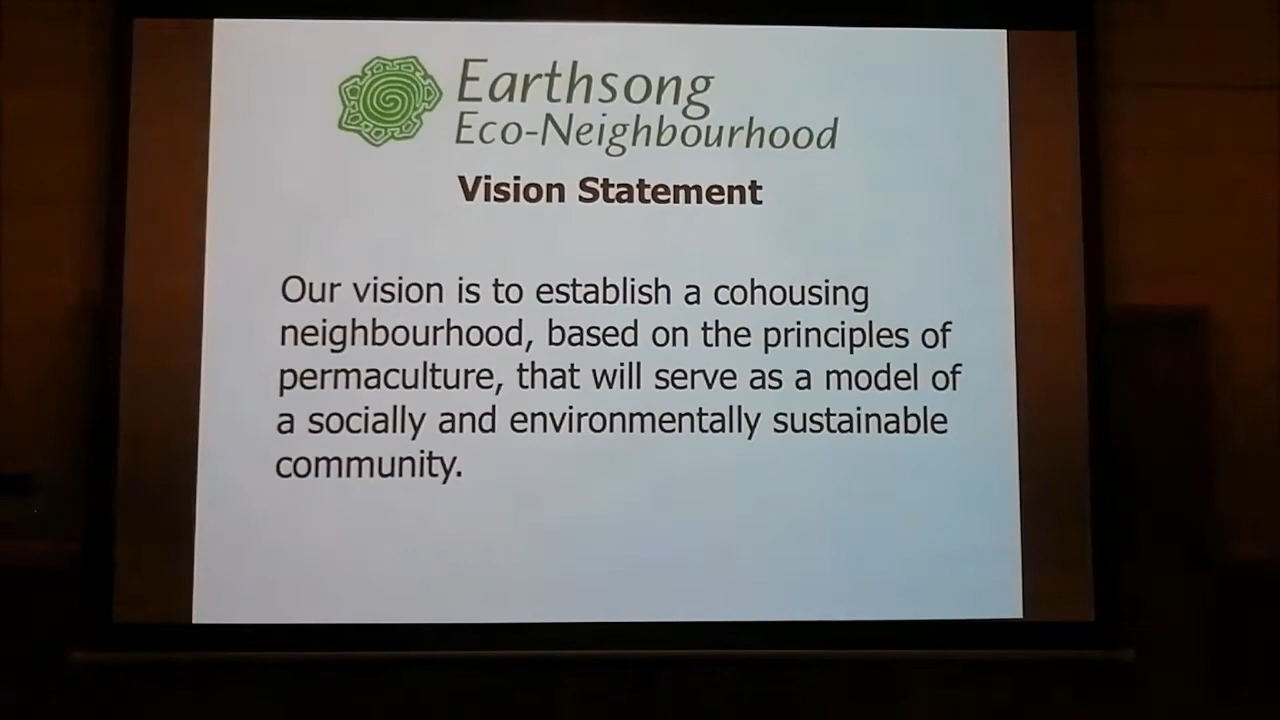 Earthsong
Eco-Neighbourhood
Vision Statement
Our vision is to establish a cohousing
neighbourhood, based on the principles of
permaculture, that will serve as a model of
a socially and environmentally sustainable
community.